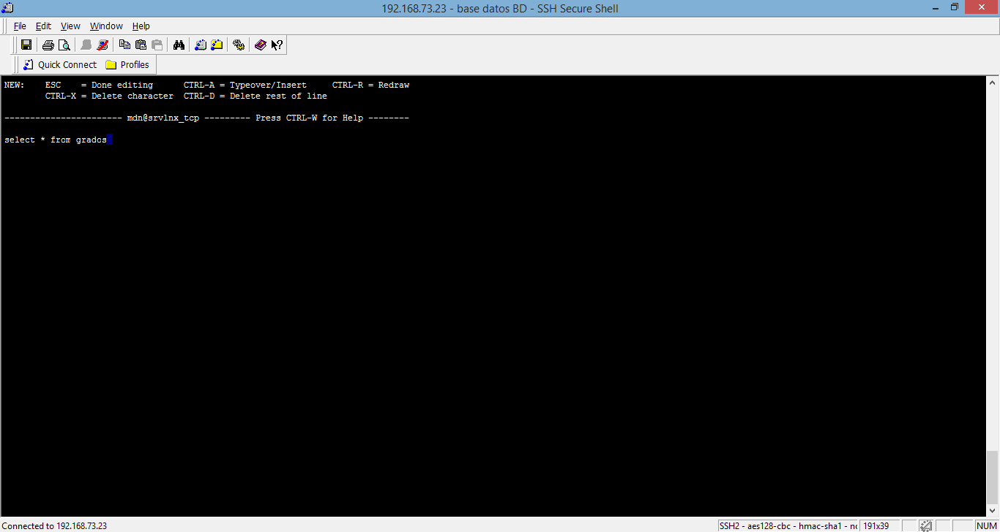 192.168.73.23 - base datos BD - SSH Secure Shell
File Edit View Window Help
Quick Connect Profiles
NEW: ESC = Done editing CTRL-A = Typeover/Insert CTRL-R = Redraw
CTRL-X = Delete character CTRL-D = Delete rest of line
----------------------- mdn@srvlnx_tcp --------- Press CTRL-W for Help --------
select * from grados
Connected to 192.168.73.23 SSH2 - aes128-cbc - hmac-sha1 - nc 191x39 NUM